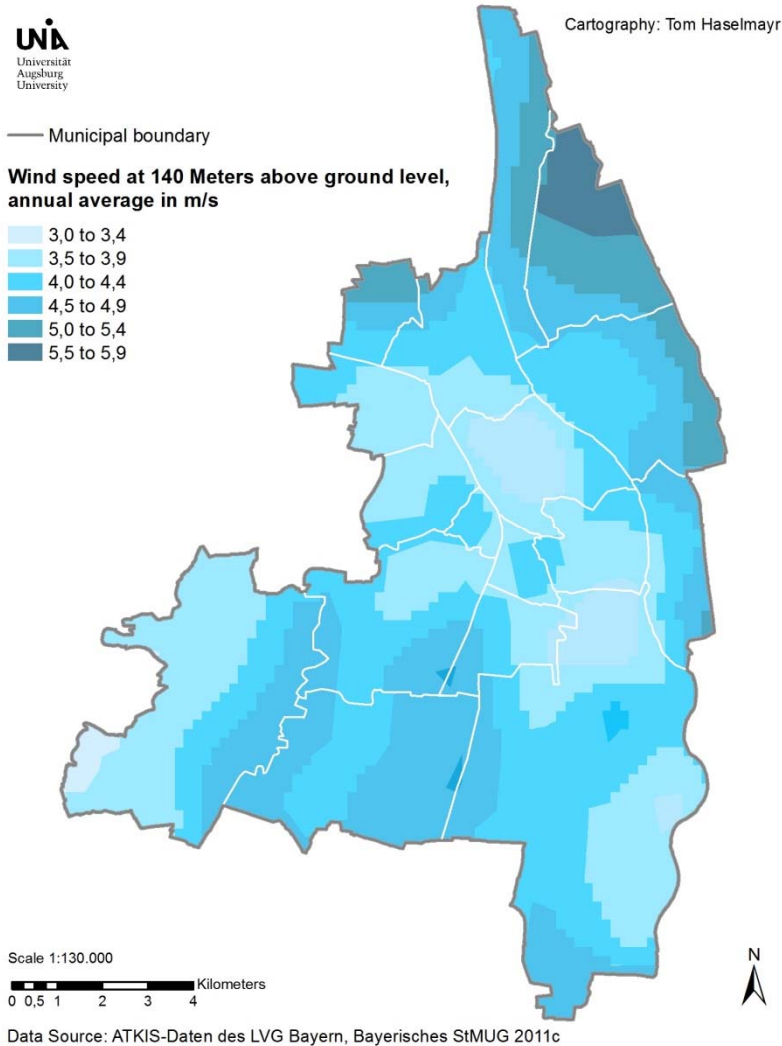 Cartography: Tom Haselmayr
UNIA
Universität
Augsburg
University
Municipal boundary
Wind speed at 140 Meters above ground level,
annual average in m/s
3,0 to 3,4
3,5 to 3,9
4,0 to 4,4
4,5 to 4,9
5,0 to 5,4
5,5 to 5,9
Scale 1:130.000
Kilometers
0 0,5 1 2 3 4
N
Data Source: ATKIS-Daten des LVG Bayern, Bayerisches StMUG 2011c